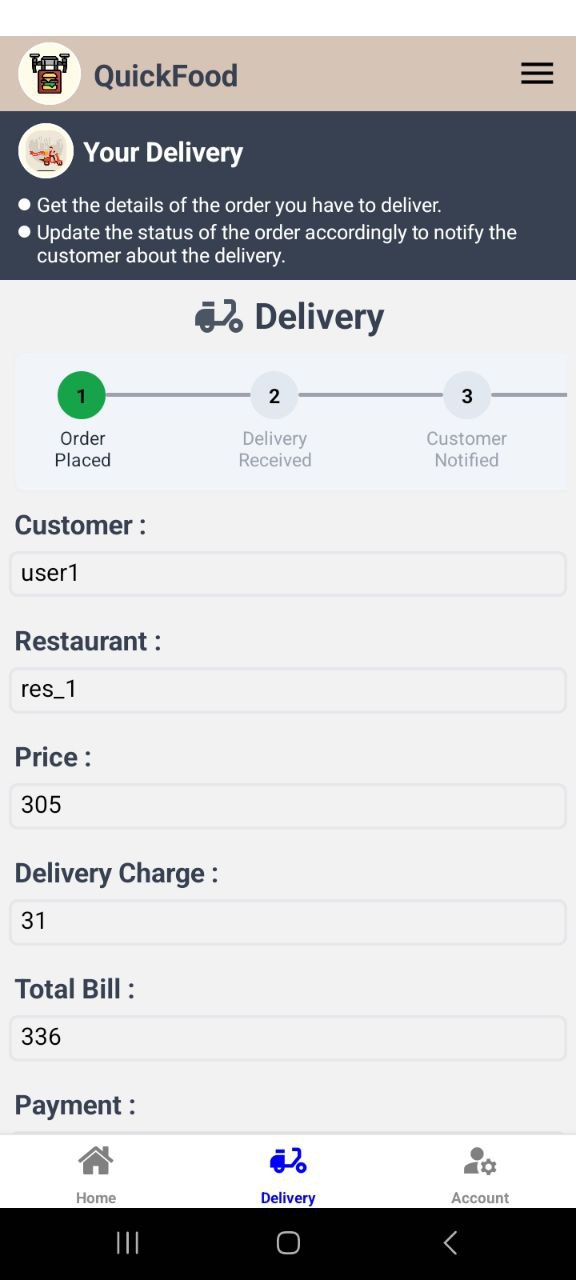 QuickFood
Your Delivery
Get the details of the order you have to deliver.
Update the status of the order accordingly to notify the
customer about the delivery.
Delivery
1
2
3
Order
Placed
Delivery
Received
Customer
Notified
Customer :
user1
Restaurant :
res_1
Price :
305
Delivery Charge :
31
Total Bill :
336
Payment :
Home
Delivery
Account